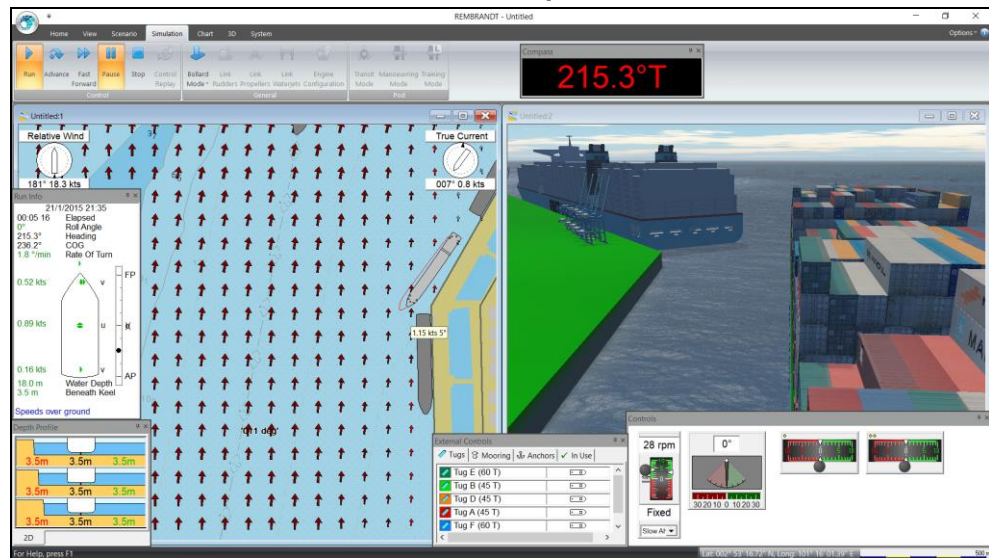 REMBRANDT - Untitled
Home View Scenario Simulation Chart 3D System
Options
Run Advance Fast Forward Pause Stop Control Replay
Control
Bollard Mode Link Rudders Link Propellers Link Waterjets Engine Configuration
General
Transit Mode Manoeuvring Mode Training Mode
Pod
Compass
215.3°T
Untitled:1
Untitled:2
Relative Wind
181° 18.3 kts
True Current
007° 0.8 kts
Run Info
21/1/2015 21:35
00:05 16 Elapsed
0° Roll Angle
215.3° Heading
236.2° COG
1.8 °/min Rate Of Turn
FP
0.52 kts v
0.89 kts u
0.16 kts v
AP
18.0 m Water Depth
3.5 m Beneath Keel
Speeds over ground
1.15 kts 5°
Depth Profile
3.5m 3.5m 3.5m
3.5m 3.5m 3.5m
3.5m 3.5m 3.5m
2D
External Controls
Tugs Mooring Anchors In Use
Tug E (60 T)
Tug B (45 T)
Tug D (45 T)
Tug A (45 T)
Tug F (60 T)
Controls
28 rpm
Fixed
0°
30 20 10 0 10 20 30
For Help, press F1